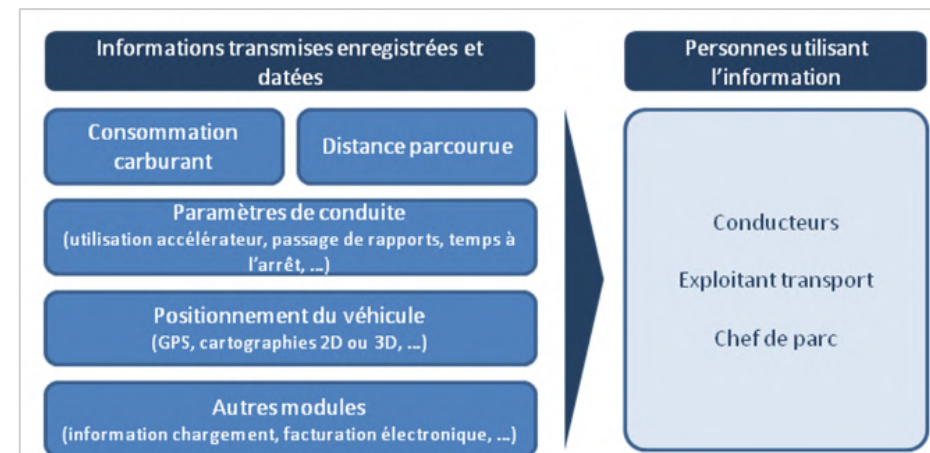 Informations transmises enregistrées et
datées
Personnes utilisant
l'information
Consommation
carburant
Distance parcourue
Paramètres de conduite
(utilisation accélérateur, passage de rapports, temps à
l'arrêt, ...)
Positionnement du véhicule
(GPS, cartographies 2D ou 3D, ...)
Autres modules
(information chargement, facturation électronique, ...)
Conducteurs
Exploitant transport
Chef de parc